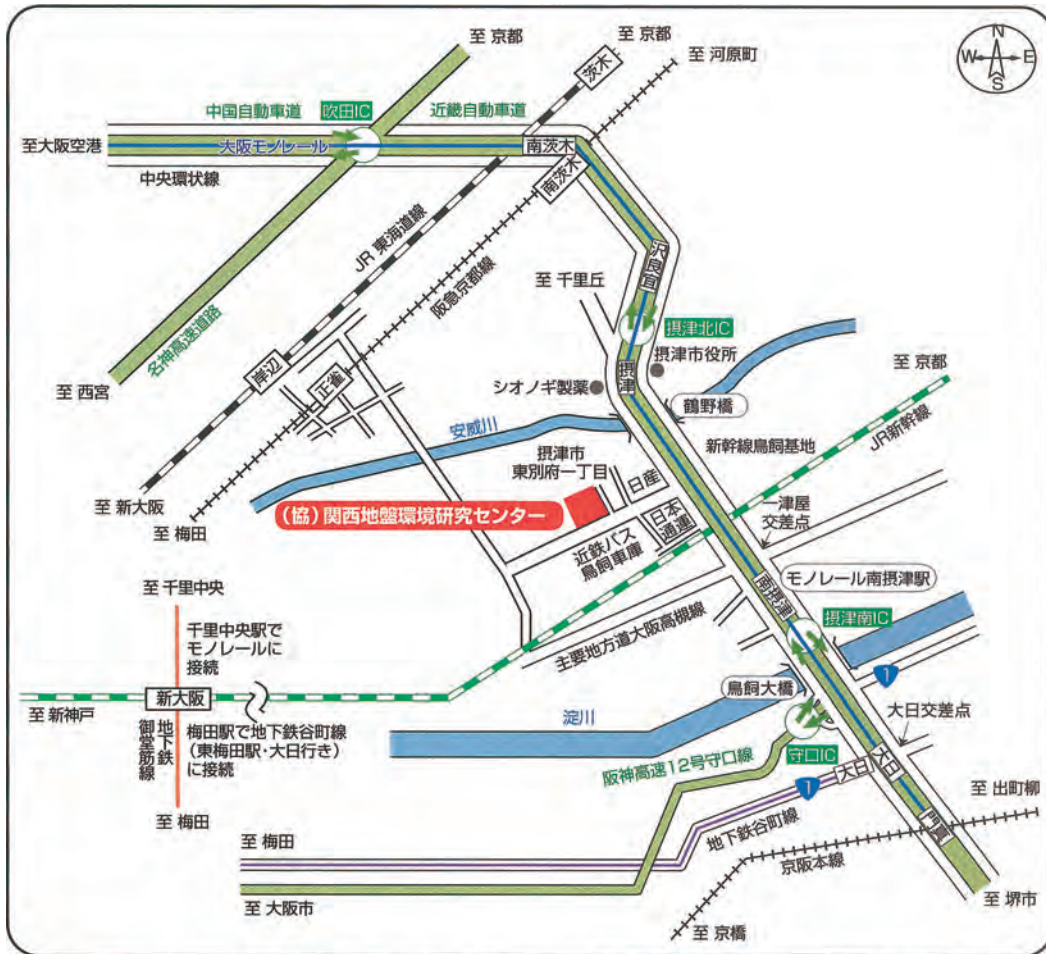 至 京都
至 京都
至 河原町
N
W
E
S
茨木
中国自動車道
吹田IC
近畿自動車道
至大阪空港
大阪モノレール
南茨木
南茨木
中央環状線
JR 東海道線
阪急京都線
名神高速道路
沢良宜
至 千里丘
摂津北IC
摂津市役所
至 京都
至 西宮
岸辺
正雀
摂津
シオノギ製薬
鶴野橋
安威川
新幹線鳥飼基地
JR新幹線
摂津市
東別府一丁目
日産
至 新大阪
至 梅田
(協)関西地盤環境研究センター
日本
通運
一津屋
交差点
近鉄バス
鳥飼車庫
至 千里中央
南摂津
モノレール南摂津駅
千里中央駅で
モノレールに
接続
主要地方道大阪高槻線
摂津南IC
1
新大阪
至 新神戸
鳥飼大橋
淀川
大日交差点
地下鉄
御堂筋線
梅田駅で地下鉄谷町線
(東梅田駅・大日行き)
に接続
阪神高速12号守口線
守口IC
大日
大日
1
至 出町柳
至 梅田
至 梅田
地下鉄谷町線
門真
京阪本線
至 大阪市
至 堺市
至 京橋